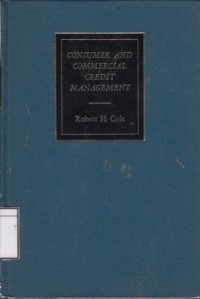 CONSUMER AND
COMMERCIAL
CREDIT
MANAGEMENT
Robert H. Cole